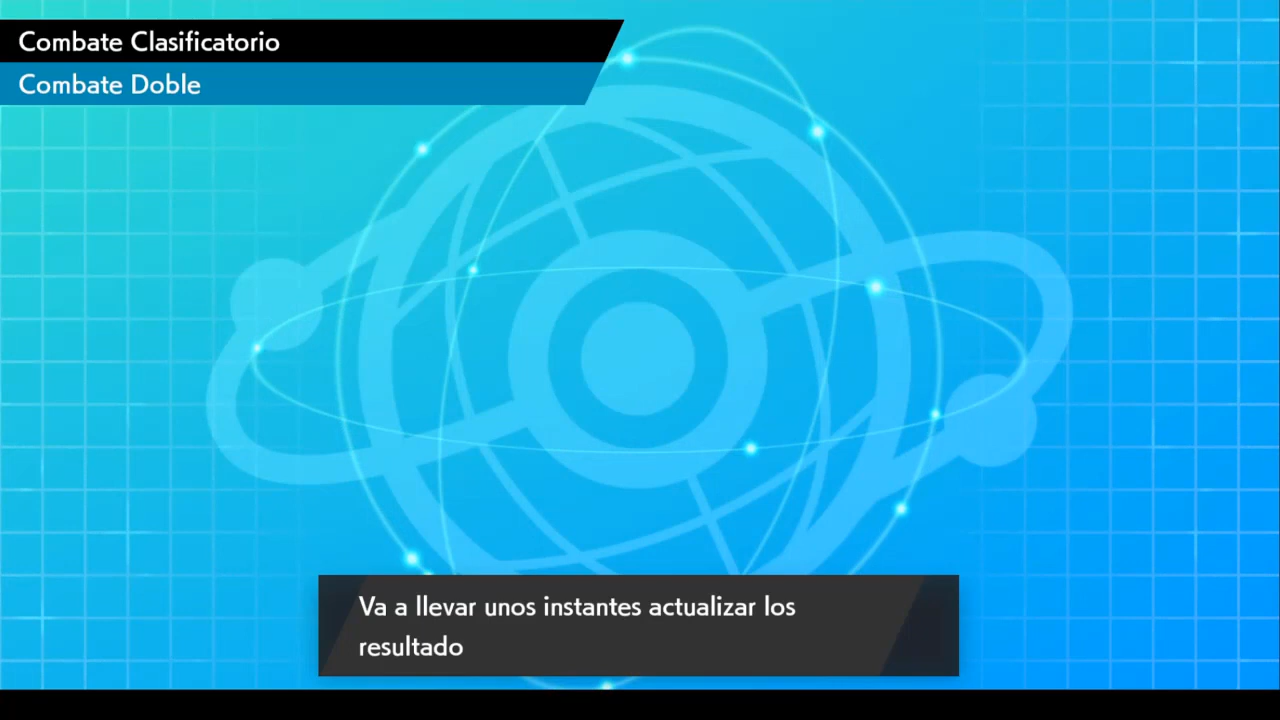 Combate Clasificatorio
Combate Doble
Va a llevar unos instantes actualizar los
resultado